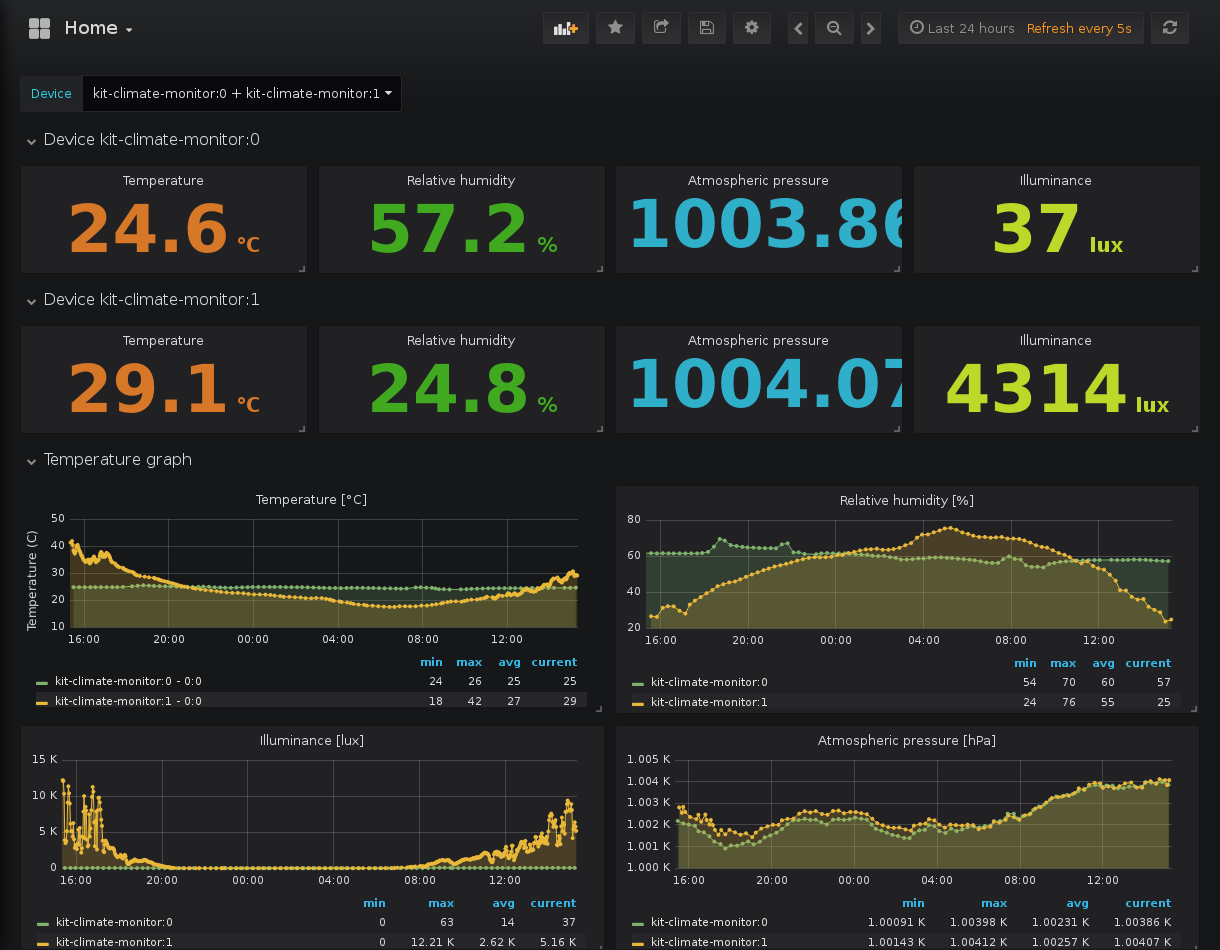 Home
Last 24 hours Refresh every 5s
Device kit-climate-monitor:0 + kit-climate-monitor:1
Device kit-climate-monitor:0
Temperature Relative humidity Atmospheric pressure Illuminance
24.6 °C 57.2 % 1003.86 37 lux
Device kit-climate-monitor:1
Temperature Relative humidity Atmospheric pressure Illuminance
29.1 °C 24.8 % 1004.07 4314 lux
Temperature graph
Temperature [°C]
Temperature (C)
50
40
30
20
10
16:00 20:00 00:00 04:00 08:00 12:00
min max avg current
kit-climate-monitor:0 - 0:0 24 26 25 25
kit-climate-monitor:1 - 0:0 18 42 27 29
Relative humidity [%]
80
60
40
20
16:00 20:00 00:00 04:00 08:00 12:00
min max avg current
kit-climate-monitor:0 54 70 60 57
kit-climate-monitor:1 24 76 55 25
Illuminance [lux]
15 K
10 K
5 K
0
16:00 20:00 00:00 04:00 08:00 12:00
min max avg current
kit-climate-monitor:0 0 63 14 37
kit-climate-monitor:1 0 12.21 K 2.62 K 5.16 K
Atmospheric pressure [hPa]
1.005 K
1.004 K
1.003 K
1.002 K
1.001 K
1.000 K
16:00 20:00 00:00 04:00 08:00 12:00
min max avg current
kit-climate-monitor:0 1.00091 K 1.00398 K 1.00231 K 1.00386 K
kit-climate-monitor:1 1.00143 K 1.00412 K 1.00257 K 1.00407 K